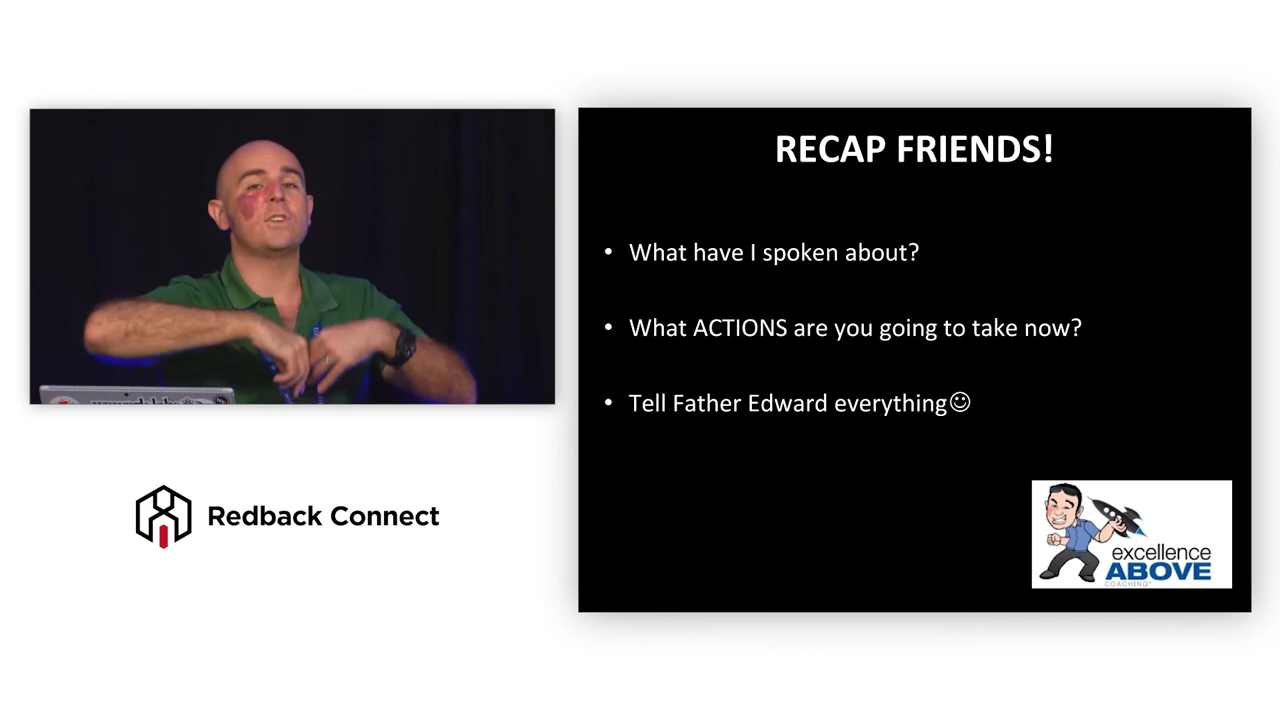 RECAP FRIENDS!
• What have I spoken about?
• What ACTIONS are you going to take now?
• Tell Father Edward everything☺
Redback Connect
excellence
ABOVE
COACHING